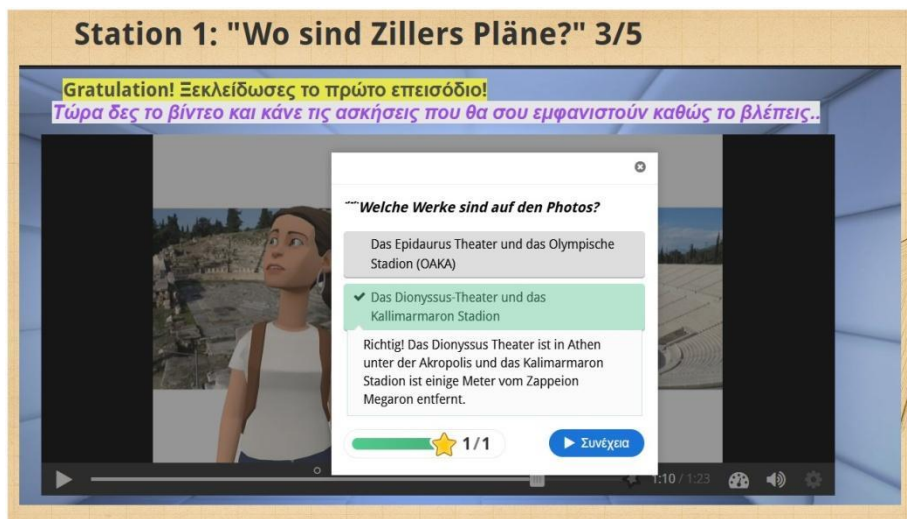 Station 1: "Wo sind Zillers Pläne?" 3/5
Gratulation! Ξεκλείδωσες το πρώτο επεισόδιο!
Τώρα δες το βίντεο και κάνε τις ασκήσεις που θα σου εμφανιστούν καθώς το βλέπεις..
Welche Werke sind auf den Photos?
Das Epidaurus Theater und das Olympische
Stadion (OAKA)
Das Dionyssus-Theater und das
Kallimarmaron Stadion
Richtig! Das Dionyssus Theater ist in Athen
unter der Akropolis und das Kalimarmaron
Stadion ist einige Meter vom Zappeion
Megaron entfernt.
1/1
Συνέχεια
1:10 / 1:23